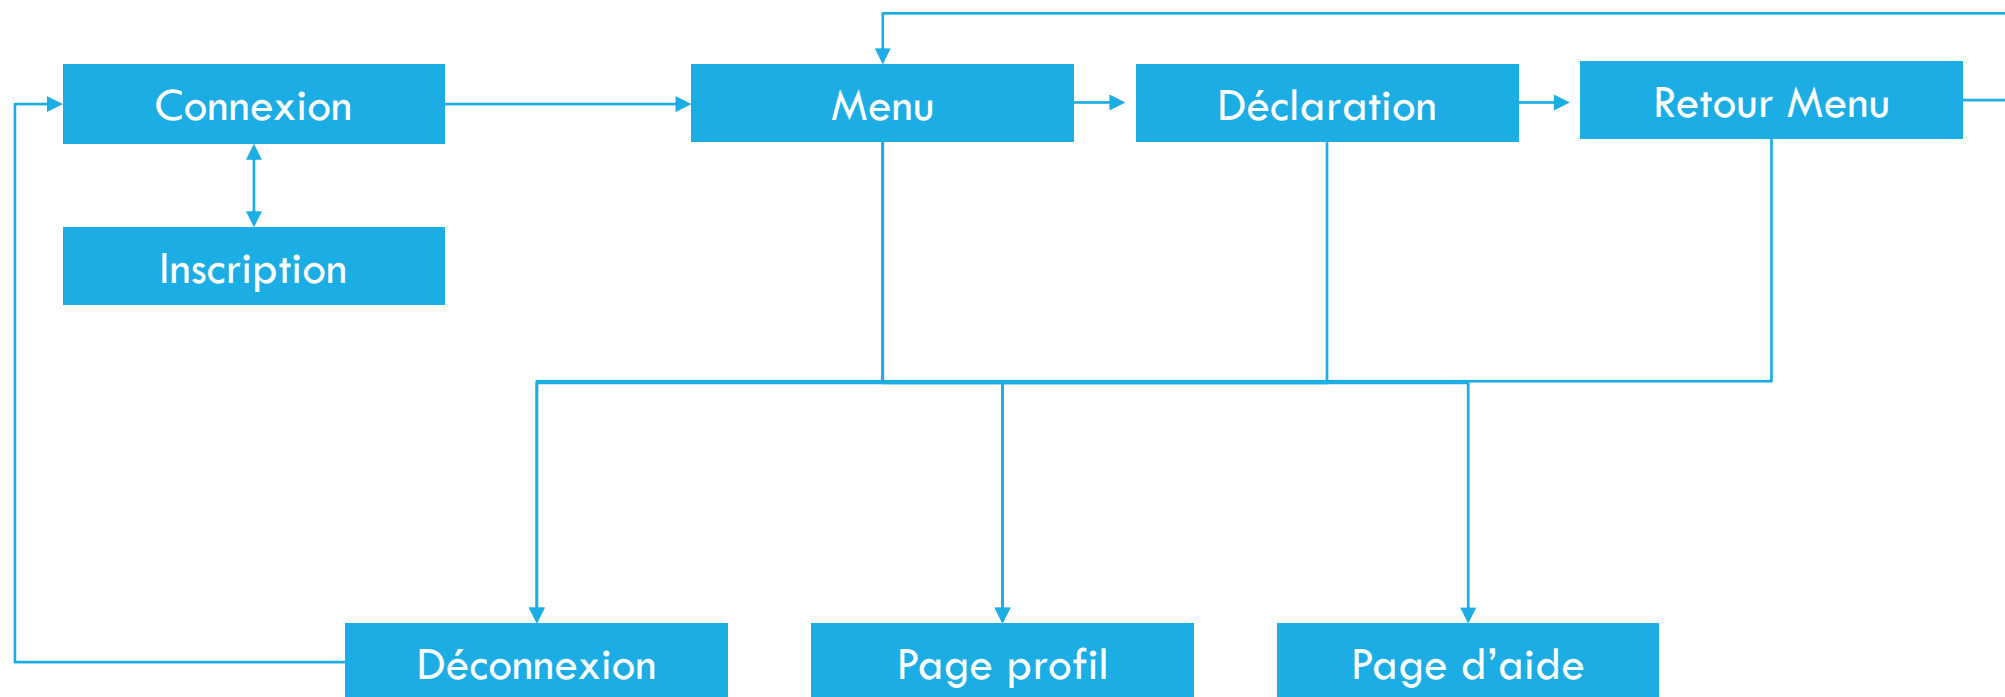 Connexion
Menu
Déclaration
Retour Menu
Inscription
Déconnexion
Page profil
Page d’aide